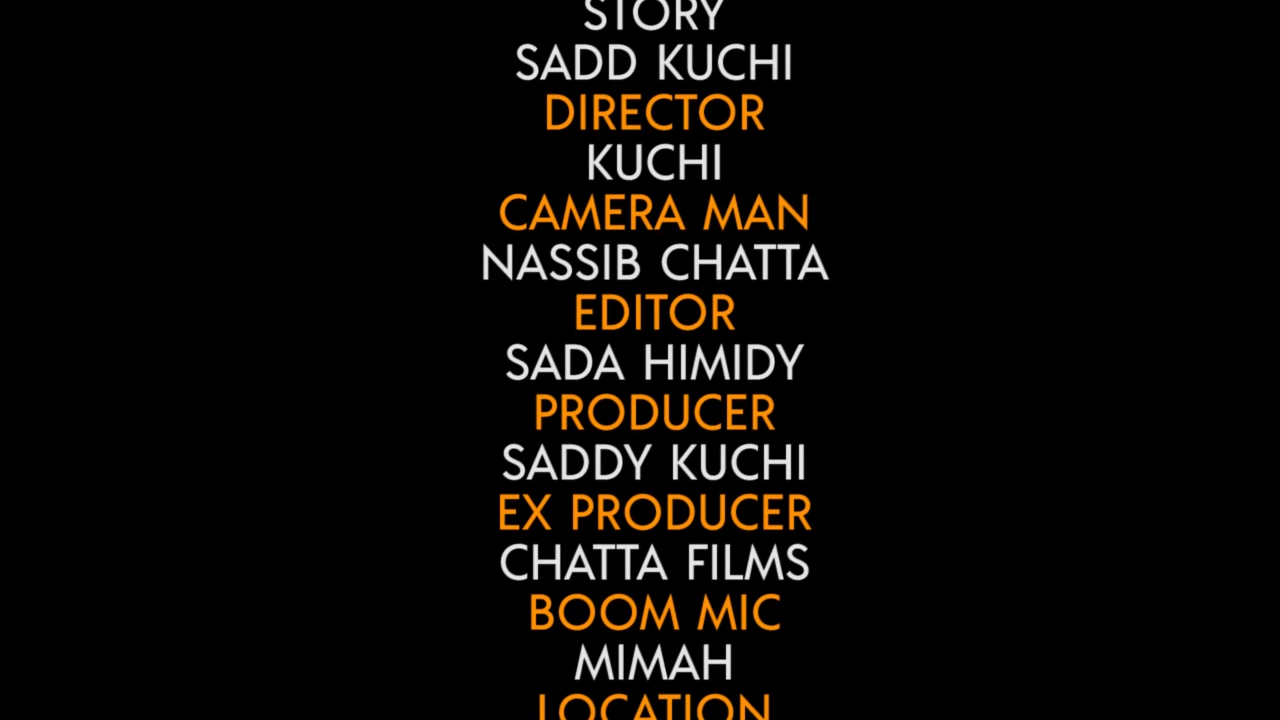 STORY
SADD KUCHI
DIRECTOR
KUCHI
CAMERA MAN
NASSIB CHATTA
EDITOR
SADA HIMIDY
PRODUCER
SADDY KUCHI
EX PRODUCER
CHATTA FILMS
BOOM MIC
MIMAH
LOCATION